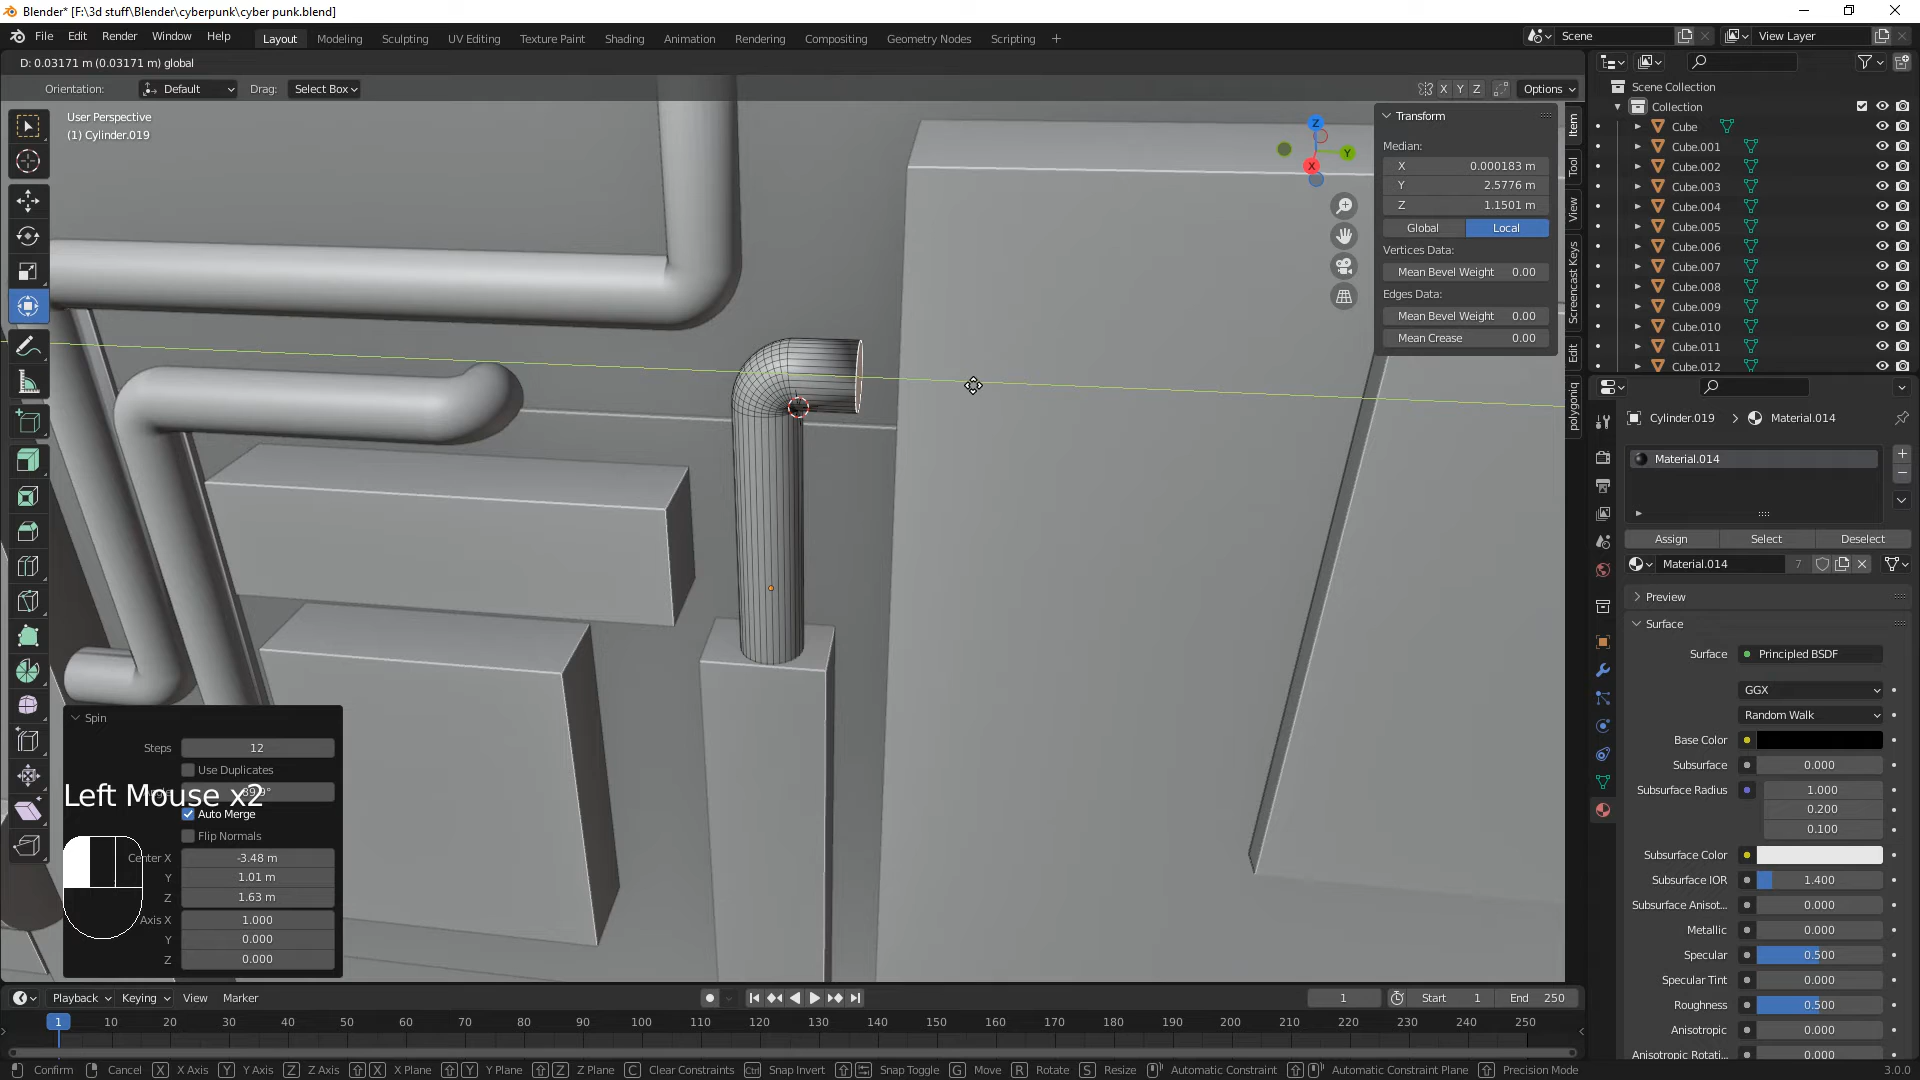 Blender* [F:\3d stuff\Blender\cyberpunk\cyber punk.blend]
File Edit Render Window Help Layout Modeling Sculpting UV Editing Texture Paint Shading Animation Rendering Compositing Geometry Nodes Scripting Scene View Layer
D: 0.03171 m (0.03171 m) global
Orientation: Default Drag: Select Box X Y Z Options
User Perspective
(1) Cylinder.019
Z
Y
X
Transform
Median:
X 0.000183 m
Y 2.5776 m
Z 1.1501 m
Global Local
Vertices Data:
Mean Bevel Weight 0.00
Edges Data:
Mean Bevel Weight 0.00
Mean Crease 0.00
Item
Tool
View
Screencast Keys
Edit
polygoniq
Scene Collection
Collection
Cube
Cube.001
Cube.002
Cube.003
Cube.004
Cube.005
Cube.006
Cube.007
Cube.008
Cube.009
Cube.010
Cube.011
Cube.012
Cylinder.019 Material.014
Material.014
Assign Select Deselect
Material.014 7
Preview
Surface
Surface Principled BSDF
GGX
Random Walk
Base Color
Subsurface 0.000
Subsurface Radius 1.000
0.200
0.100
Subsurface Color
Subsurface IOR 1.400
Subsurface Anisot... 0.000
Metallic 0.000
Specular 0.500
Specular Tint 0.000
Roughness 0.500
Anisotropic 0.000
Anisotropic Rotati... 0.000
Spin
Steps 12
Use Duplicates
Left Mouse x2
Auto Merge
Flip Normals
Center X -3.48 m
Y 1.01 m
Z 1.63 m
Axis X 1.000
Y 0.000
Z 0.000
Playback Keying View Marker 1 Start 1 End 250
1 10 20 30 40 50 60 70 80 90 100 110 120 130 140 150 160 170 180 190 200 210 220 230 240 250
Confirm Cancel X X Axis Y Y Axis Z Z Axis X X Plane Y Y Plane Z Z Plane C Clear Constraints Ctrl Snap Invert Snap Toggle G Move R Rotate S Resize Automatic Constraint Automatic Constraint Plane Precision Mode 3.0.0